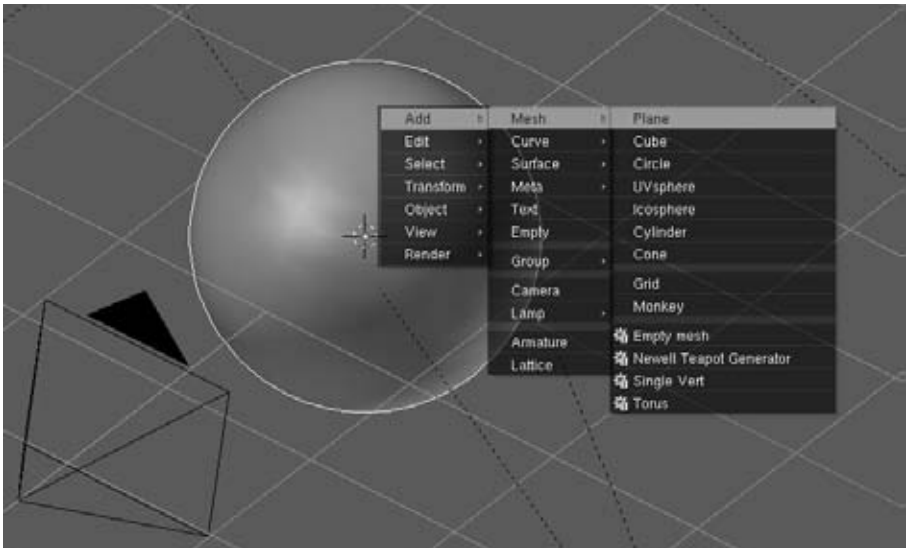 Add
Edit
Select
Transform
Object
View
Render
Mesh
Curve
Surface
Meta
Text
Empty
Group
Camera
Lamp
Armature
Lattice
Plane
Cube
Circle
UVsphere
Icosphere
Cylinder
Cone
Grid
Monkey
Empty mesh
Newell Teapot Generator
Single Vert
Torus